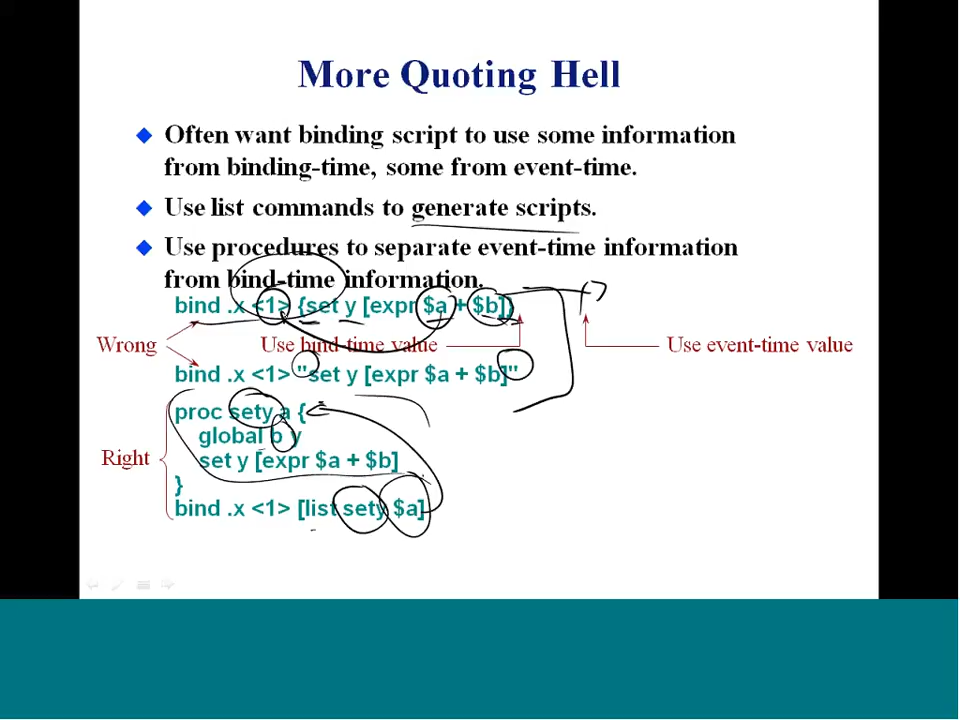 More Quoting Hell
Often want binding script to use some information
from binding-time, some from event-time.
Use list commands to generate scripts.
Use procedures to separate event-time information
from bind-time information.
bind .x <1> {set y [expr $a + $b]}
Wrong
Use bind-time value
Use event-time value
bind .x <1> "set y [expr $a + $b]"
proc sety a {
global b y
Right
set y [expr $a + $b]
}
bind .x <1> [list sety $a]